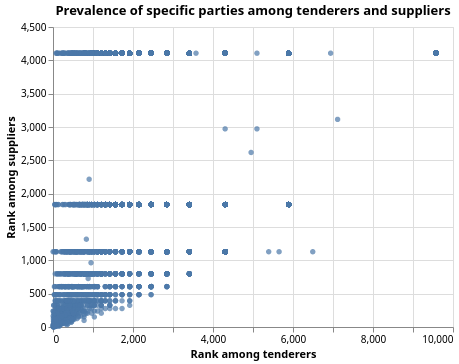 Prevalence of specific parties among tenderers and suppliers
4,500
4,000
3,500
3,000
2,500
2,000
1,500
1,000
500
0
0 2,000 4,000 6,000 8,000 10,000
Rank among suppliers
Rank among tenderers